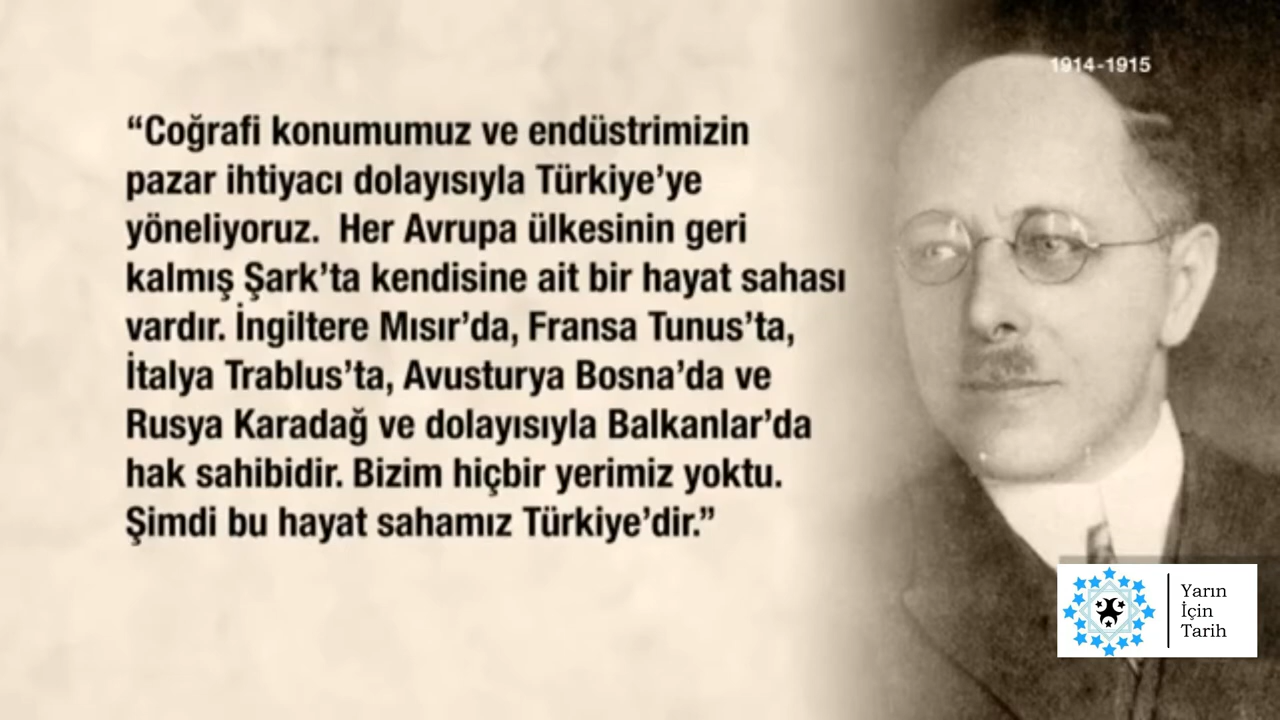 1914-1915
“Coğrafi konumumuz ve endüstrimizin
pazar ihtiyacı dolayısıyla Türkiye’ye
yöneliyoruz.  Her Avrupa ülkesinin geri
kalmış Şark’ta kendisine ait bir hayat sahası
vardır. İngiltere Mısır’da, Fransa Tunus’ta,
İtalya Trablus’ta, Avusturya Bosna’da ve
Rusya Karadağ ve dolayısıyla Balkanlar’da
hak sahibidir. Bizim hiçbir yerimiz yoktu.
Şimdi bu hayat sahamız Türkiye’dir.”
Yarın
İçin
Tarih